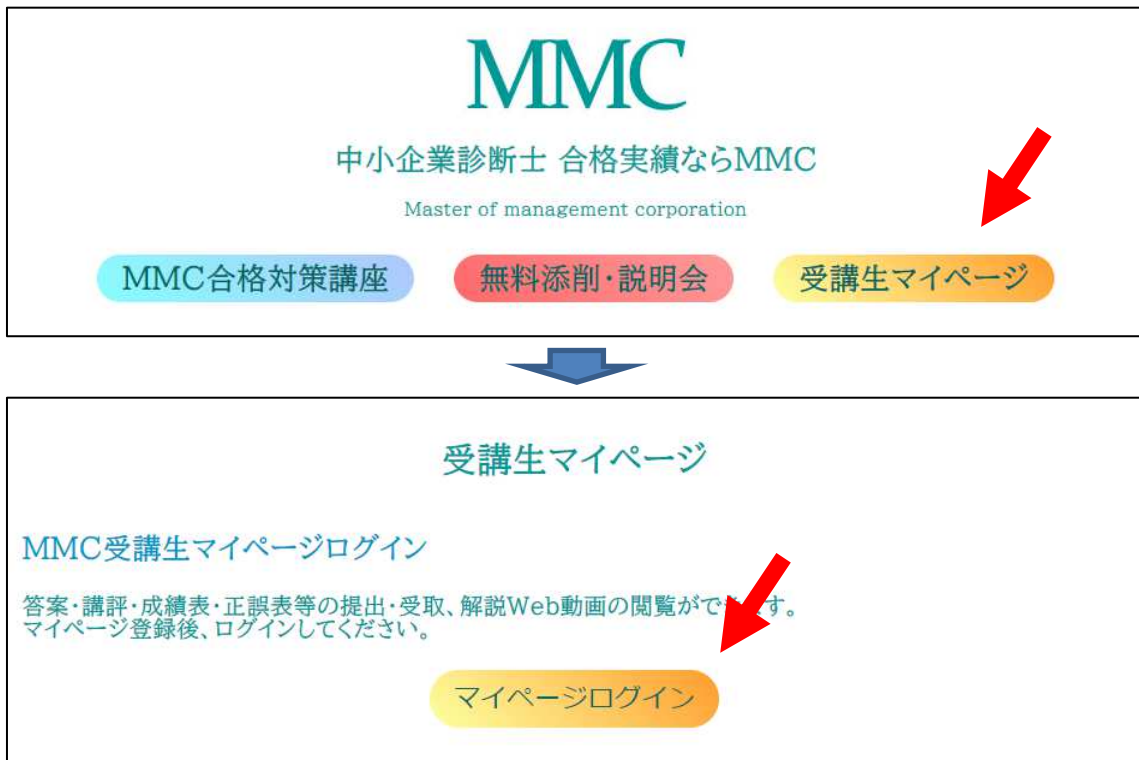 MMC
中小企業診断士 合格実績ならMMC
Master of management corporation
MMC合格対策講座 無料添削・説明会 受講生マイページ
受講生マイページ
MMC受講生マイページログイン
答案・講評・成績表・正誤表等の提出・受取、解説Web動画の閲覧ができます。
マイページ登録後、ログインしてください。
マイページログイン